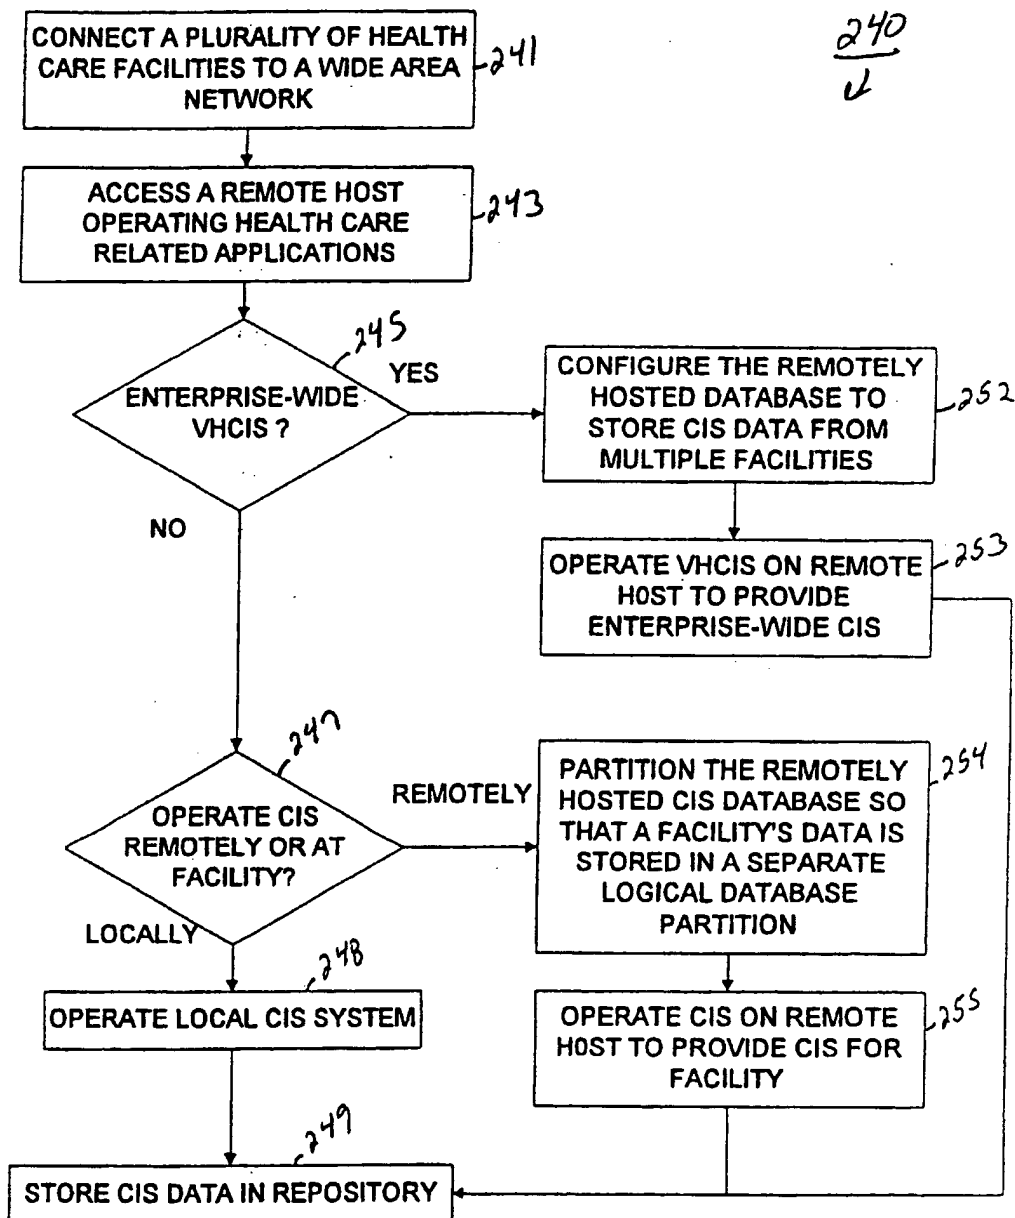 CONNECT A PLURALITY OF HEALTH
CARE FACILITIES TO A WIDE AREA
NETWORK
241
240
ACCESS A REMOTE HOST
OPERATING HEALTH CARE
RELATED APPLICATIONS
243
245
ENTERPRISE-WIDE
VHCIS ?
YES
NO
CONFIGURE THE REMOTELY
HOSTED DATABASE TO
STORE CIS DATA FROM
MULTIPLE FACILITIES
252
OPERATE VHCIS ON REMOTE
HOST TO PROVIDE
ENTERPRISE-WIDE CIS
253
247
OPERATE CIS
REMOTELY OR AT
FACILITY?
REMOTELY
LOCALLY
PARTITION THE REMOTELY
HOSTED CIS DATABASE SO
THAT A FACILITY'S DATA IS
STORED IN A SEPARATE
LOGICAL DATABASE
PARTITION
254
248
OPERATE LOCAL CIS SYSTEM
OPERATE CIS ON REMOTE
HOST TO PROVIDE CIS FOR
FACILITY
255
249
STORE CIS DATA IN REPOSITORY